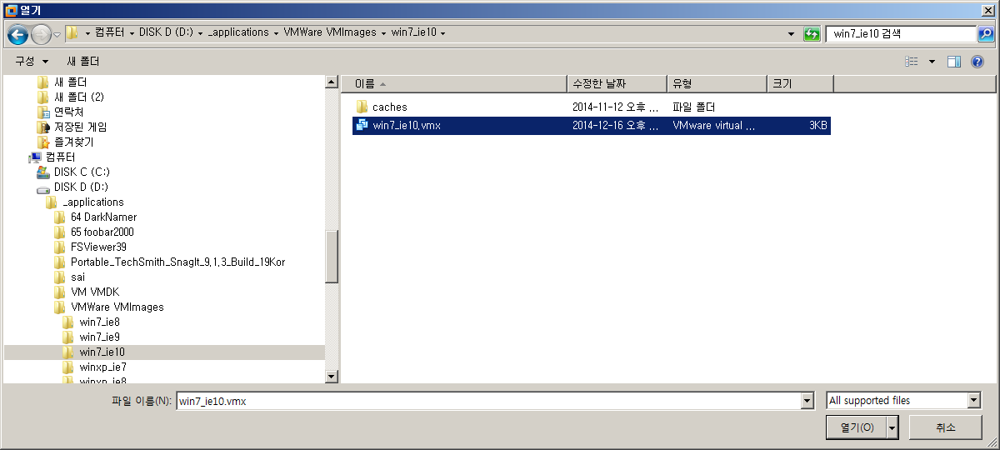 열기
컴퓨터 DISK D (D:) _applications VMWare VMImages win7_ie10
win7_ie10 검색
구성 새 폴더
새 폴더
새 폴더 (2)
연락처
저장된 게임
즐겨찾기
컴퓨터
DISK C (C:)
DISK D (D:)
_applications
64 DarkNamer
65 foobar2000
FSViewer39
Portable_TechSmith_SnagIt_9,1,3_Build_19Kor
sai
VM VMDK
VMWare VMImages
win7_ie8
win7_ie9
win7_ie10
winxp_ie7
winxp_ie8
이름 수정한 날짜 유형 크기
caches 2014-11-12 오후 ... 파일 폴더
win7_ie10,vmx 2014-12-16 오후 ... VMware virtual ... 3KB
파일 이름(N): win7_ie10.vmx All supported files
열기(O) 취소